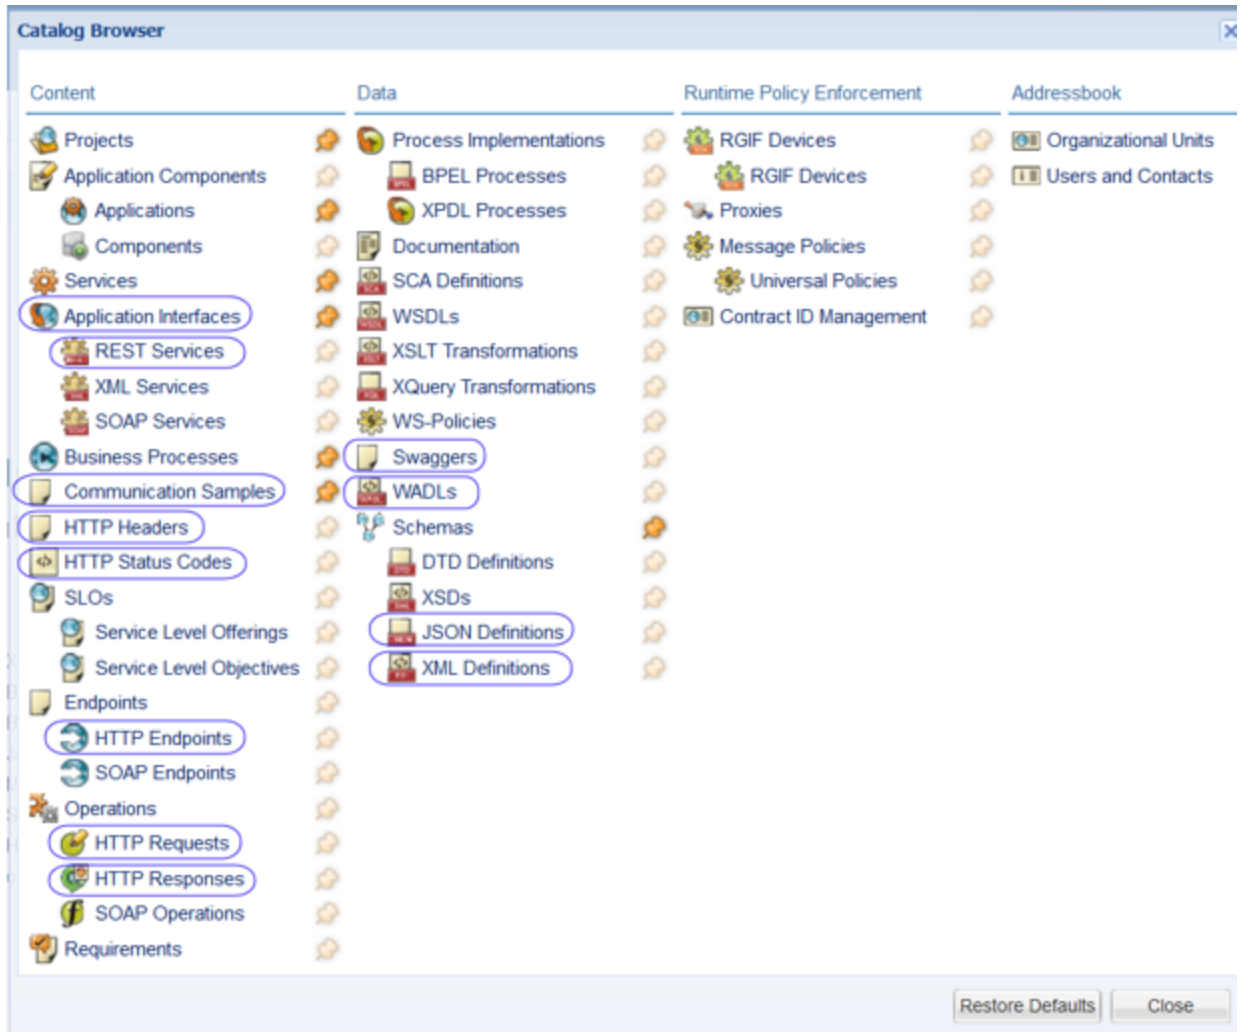 Catalog Browser
Content
Projects
Application Components
Applications
Components
Services
Application Interfaces
REST Services
XML Services
SOAP Services
Business Processes
Communication Samples
HTTP Headers
HTTP Status Codes
SLOs
Service Level Offerings
Service Level Objectives
Endpoints
HTTP Endpoints
SOAP Endpoints
Operations
HTTP Requests
HTTP Responses
SOAP Operations
Requirements
Data
Process Implementations
BPEL Processes
XPDL Processes
Documentation
SCA Definitions
WSDLs
XSLT Transformations
XQuery Transformations
WS-Policies
Swaggers
WADLs
Schemas
DTD Definitions
XSDs
JSON Definitions
XML Definitions
Runtime Policy Enforcement
RGIF Devices
RGIF Devices
Proxies
Message Policies
Universal Policies
Contract ID Management
Addressbook
Organizational Units
Users and Contacts
Restore Defaults
Close